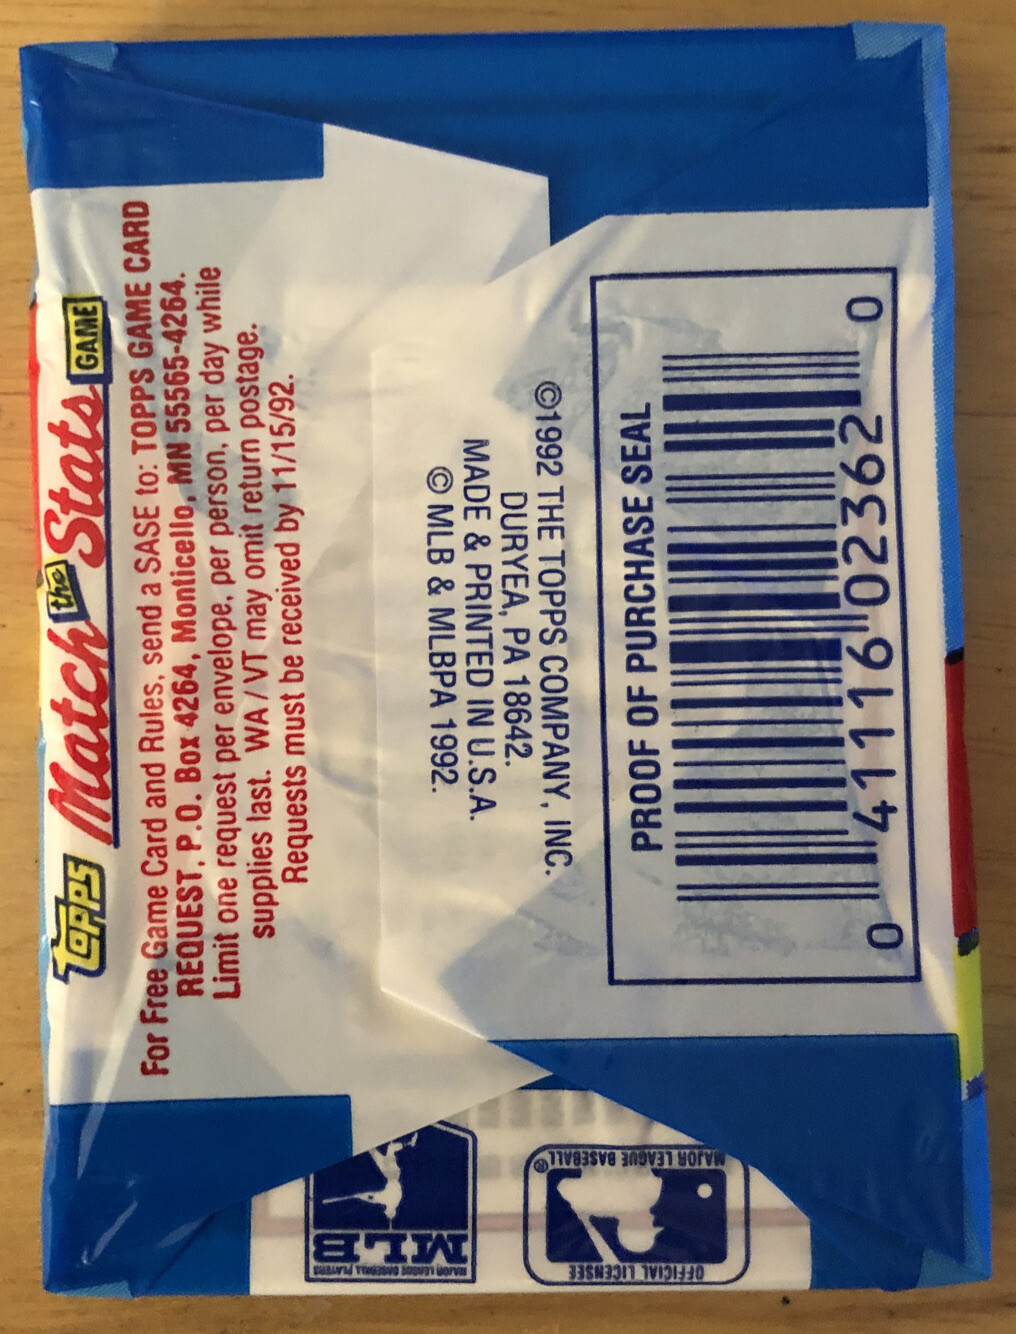 TOPPS Match the Stats GAME
For Free Game Card and Rules, send a SASE to: TOPPS GAME CARD
REQUEST, P.O. Box 4264, Monticello, MN 55565-4264.
Limit one request per envelope, per person, per day while
supplies last. WA/VT may omit return postage.
Requests must be received by 11/15/92.
©1992 THE TOPPS COMPANY, INC.
DURYEA, PA 18642.
MADE & PRINTED IN U.S.A.
© MLB & MLBPA 1992.
PROOF OF PURCHASE SEAL
0 41116 02362 0
MAJOR LEAGUE BASEBALL PLAYERS
MLB
OFFICIAL LICENSEE
MAJOR LEAGUE BASEBALL®